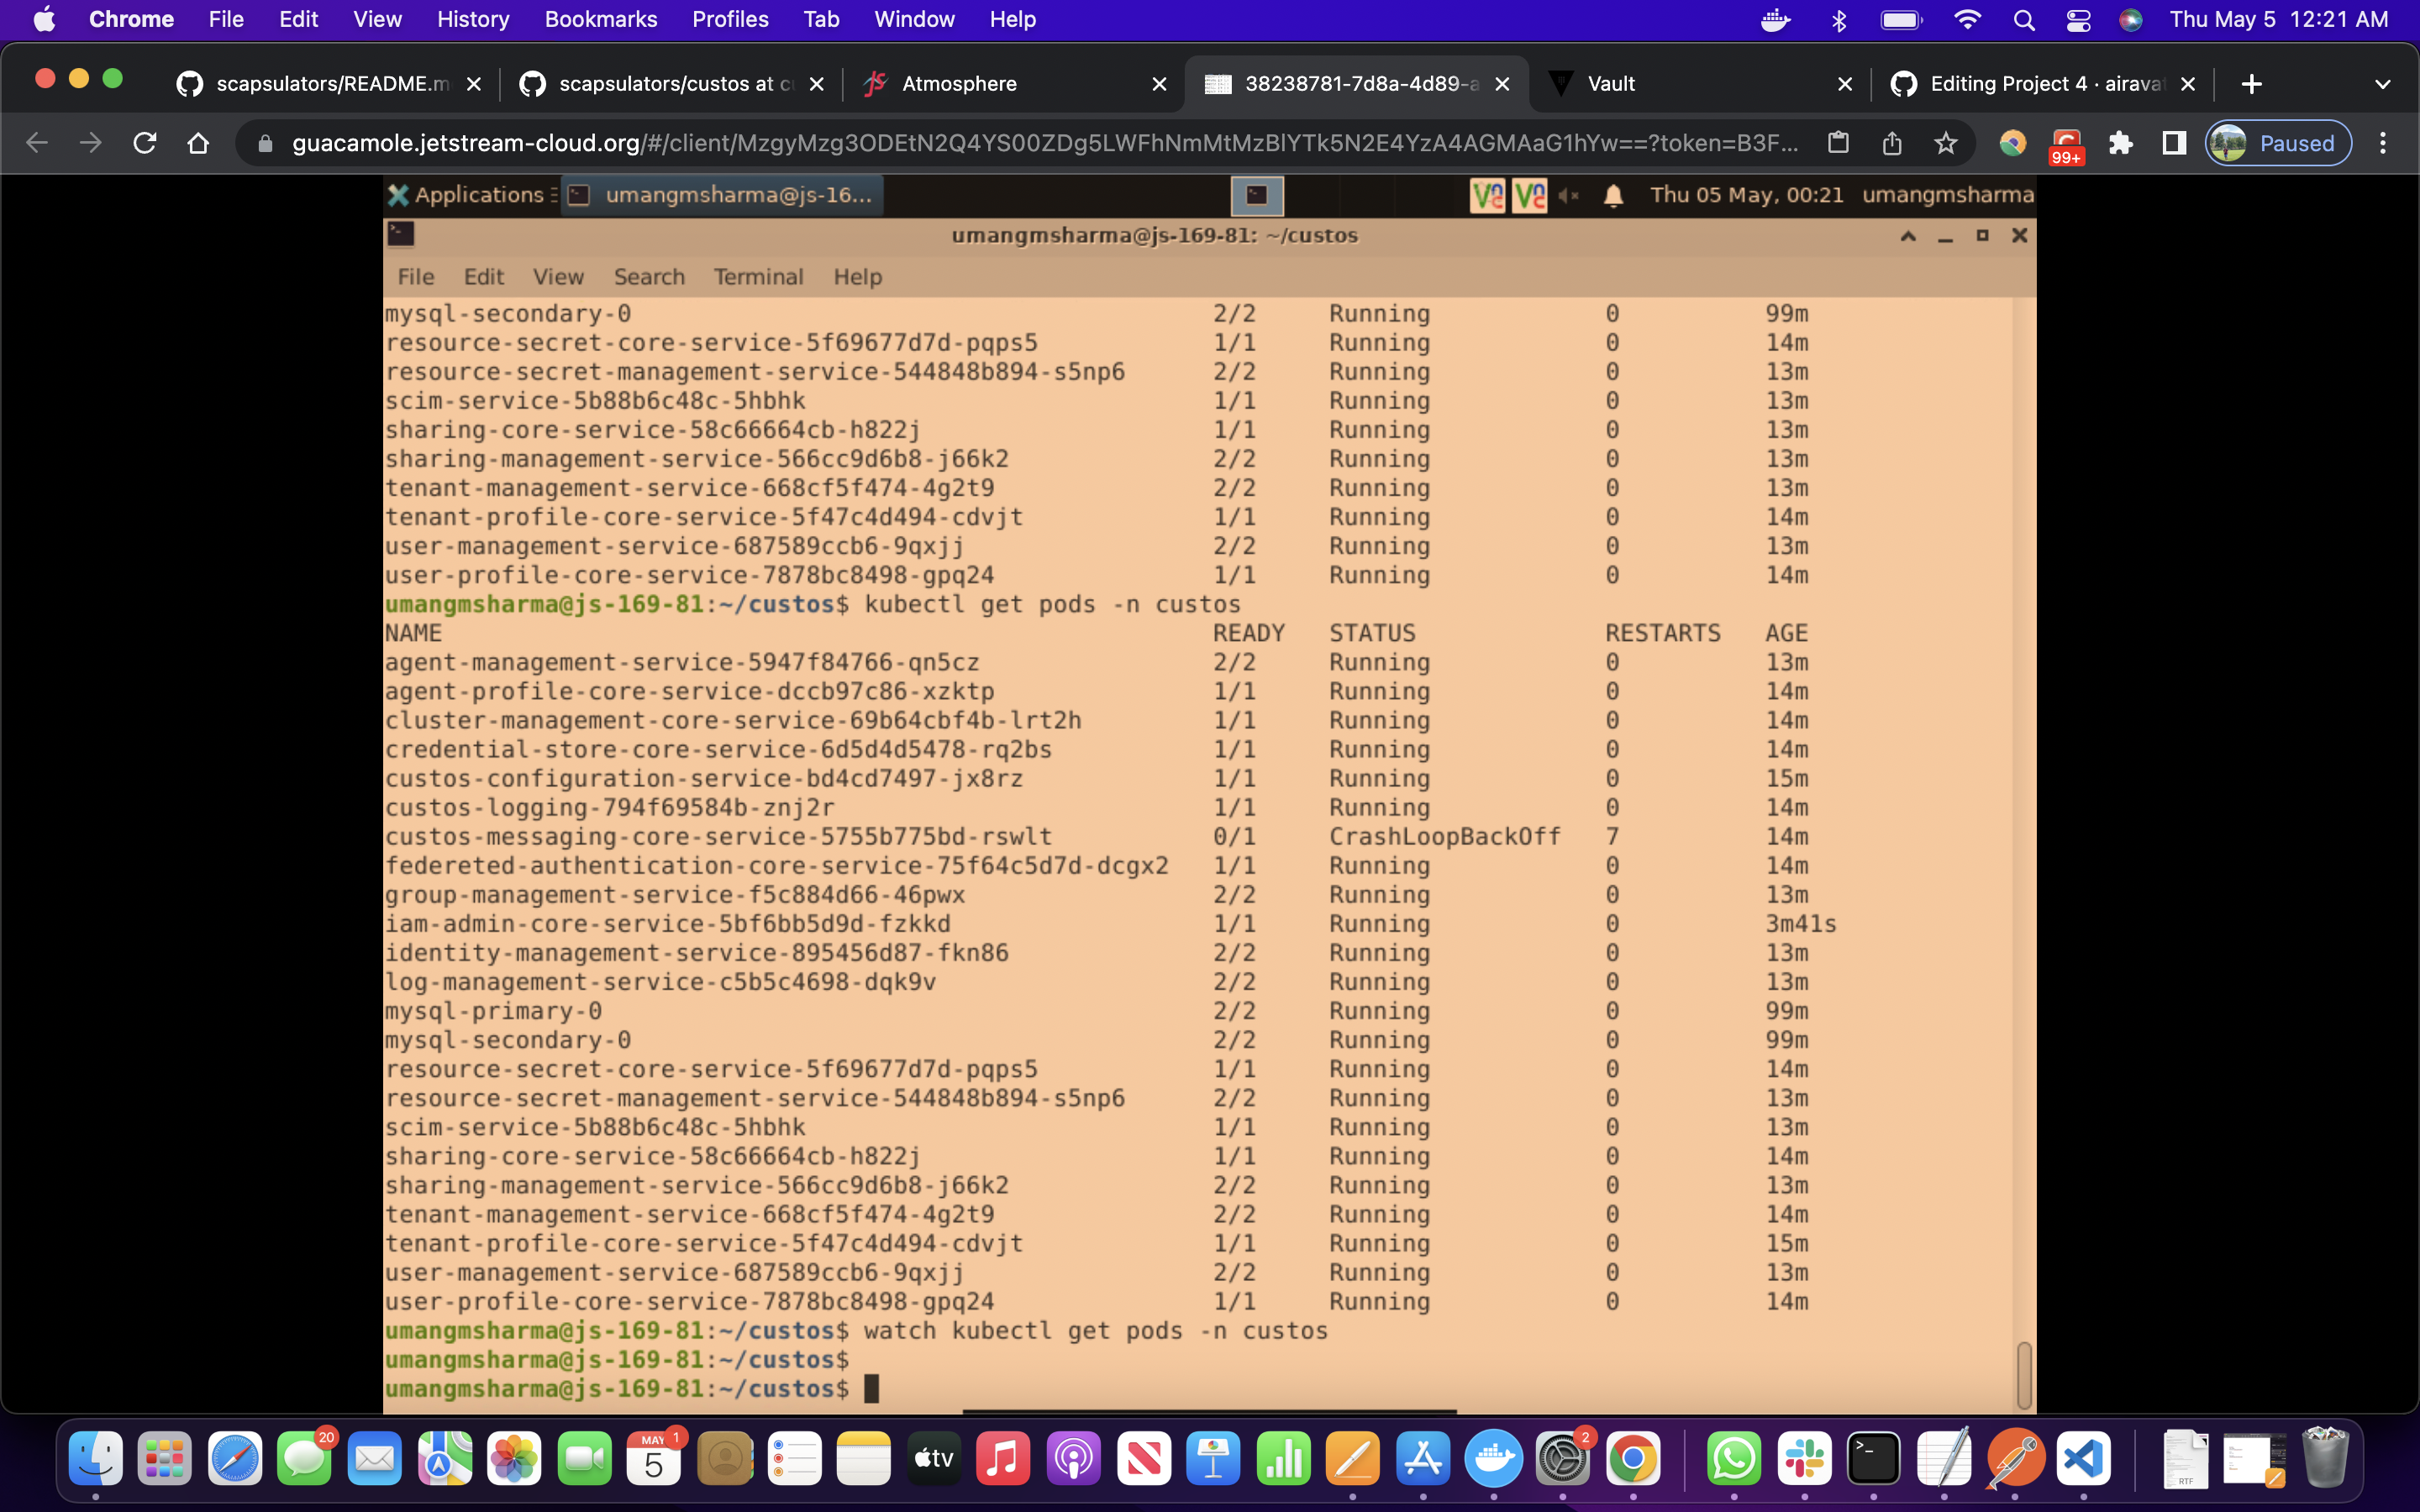 Chrome File Edit View History Bookmarks Profiles Tab Window Help Thu May 5 12:21 AM
scapsulators/README.m scapsulators/custos at c Atmosphere 38238781-7d8a-4d89-a Vault Editing Project 4 · airava
guacamole.jetstream-cloud.org/#/client/MzgyMzg3ODEtN2Q4YS00ZDg5LWFhNmMtMzBlYTk5N2E4YzA4AGMAaG1hYw==?token=B3F... 99+ Paused
Applications umangmsharma@js-16... Thu 05 May, 00:21 umangmsharma
umangmsharma@js-169-81: ~/custos
File Edit View Search Terminal Help
mysql-secondary-0 2/2 Running 0 99m
resource-secret-core-service-5f69677d7d-pqps5 1/1 Running 0 14m
resource-secret-management-service-544848b894-s5np6 2/2 Running 0 13m
scim-service-5b88b6c48c-5hbhk 1/1 Running 0 13m
sharing-core-service-58c66664cb-h822j 1/1 Running 0 13m
sharing-management-service-566cc9d6b8-j66k2 2/2 Running 0 13m
tenant-management-service-668cf5f474-4g2t9 2/2 Running 0 13m
tenant-profile-core-service-5f47c4d494-cdvjt 1/1 Running 0 14m
user-management-service-687589ccb6-9qxjj 2/2 Running 0 13m
user-profile-core-service-7878bc8498-gpq24 1/1 Running 0 14m
umangmsharma@js-169-81:~/custos$ kubectl get pods -n custos
NAME READY STATUS RESTARTS AGE
agent-management-service-5947f84766-qn5cz 2/2 Running 0 13m
agent-profile-core-service-dccb97c86-xzktp 1/1 Running 0 14m
cluster-management-core-service-69b64cbf4b-lrt2h 1/1 Running 0 14m
credential-store-core-service-6d5d4d5478-rq2bs 1/1 Running 0 14m
custos-configuration-service-bd4cd7497-jx8rz 1/1 Running 0 15m
custos-logging-794f69584b-znj2r 1/1 Running 0 14m
custos-messaging-core-service-5755b775bd-rswlt 0/1 CrashLoopBackOff 7 14m
federeted-authentication-core-service-75f64c5d7d-dcgx2 1/1 Running 0 14m
group-management-service-f5c884d66-46pwx 2/2 Running 0 13m
iam-admin-core-service-5bf6bb5d9d-fzkkd 1/1 Running 0 3m41s
identity-management-service-895456d87-fkn86 2/2 Running 0 13m
log-management-service-c5b5c4698-dqk9v 2/2 Running 0 13m
mysql-primary-0 2/2 Running 0 99m
mysql-secondary-0 2/2 Running 0 99m
resource-secret-core-service-5f69677d7d-pqps5 1/1 Running 0 14m
resource-secret-management-service-544848b894-s5np6 2/2 Running 0 13m
scim-service-5b88b6c48c-5hbhk 1/1 Running 0 13m
sharing-core-service-58c66664cb-h822j 1/1 Running 0 14m
sharing-management-service-566cc9d6b8-j66k2 2/2 Running 0 13m
tenant-management-service-668cf5f474-4g2t9 2/2 Running 0 14m
tenant-profile-core-service-5f47c4d494-cdvjt 1/1 Running 0 15m
user-management-service-687589ccb6-9qxjj 2/2 Running 0 13m
user-profile-core-service-7878bc8498-gpq24 1/1 Running 0 14m
umangmsharma@js-169-81:~/custos$ watch kubectl get pods -n custos
umangmsharma@js-169-81:~/custos$
umangmsharma@js-169-81:~/custos$
20 MAY 5 1 tv 2 RTF